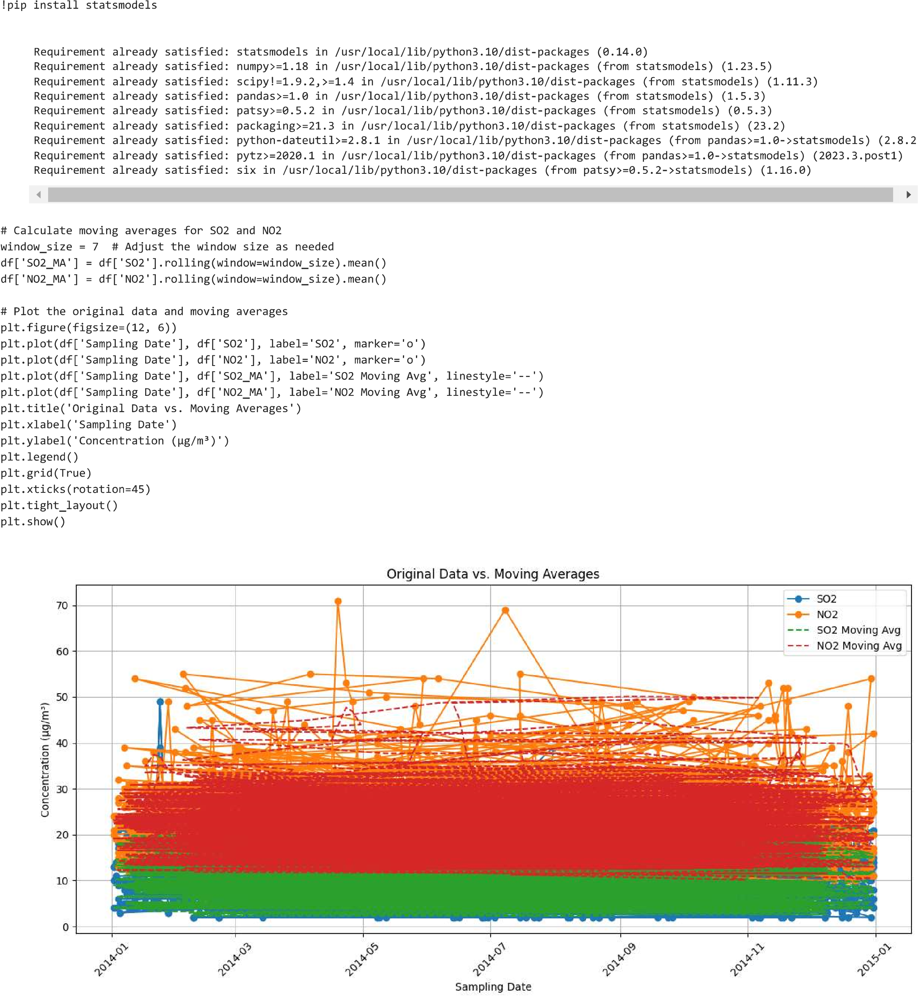 !pip install statsmodels
Requirement already satisfied: statsmodels in /usr/local/lib/python3.10/dist-packages (0.14.0)
Requirement already satisfied: numpy>=1.18 in /usr/local/lib/python3.10/dist-packages (from statsmodels) (1.23.5)
Requirement already satisfied: scipy!=1.9.2,>=1.4 in /usr/local/lib/python3.10/dist-packages (from statsmodels) (1.11.3)
Requirement already satisfied: pandas>=1.0 in /usr/local/lib/python3.10/dist-packages (from statsmodels) (1.5.3)
Requirement already satisfied: patsy>=0.5.2 in /usr/local/lib/python3.10/dist-packages (from statsmodels) (0.5.3)
Requirement already satisfied: packaging>=21.3 in /usr/local/lib/python3.10/dist-packages (from statsmodels) (23.2)
Requirement already satisfied: python-dateutil>=2.8.1 in /usr/local/lib/python3.10/dist-packages (from pandas>=1.0->statsmodels) (2.8.2
Requirement already satisfied: pytz>=2020.1 in /usr/local/lib/python3.10/dist-packages (from pandas>=1.0->statsmodels) (2023.3.post1)
Requirement already satisfied: six in /usr/local/lib/python3.10/dist-packages (from patsy>=0.5.2->statsmodels) (1.16.0)
# Calculate moving averages for SO2 and NO2
window_size = 7  # Adjust the window size as needed
df['SO2_MA'] = df['SO2'].rolling(window=window_size).mean()
df['NO2_MA'] = df['NO2'].rolling(window=window_size).mean()
# Plot the original data and moving averages
plt.figure(figsize=(12, 6))
plt.plot(df['Sampling Date'], df['SO2'], label='SO2', marker='o')
plt.plot(df['Sampling Date'], df['NO2'], label='NO2', marker='o')
plt.plot(df['Sampling Date'], df['SO2_MA'], label='SO2 Moving Avg', linestyle='--')
plt.plot(df['Sampling Date'], df['NO2_MA'], label='NO2 Moving Avg', linestyle='--')
plt.title('Original Data vs. Moving Averages')
plt.xlabel('Sampling Date')
plt.ylabel('Concentration (µg/m³)')
plt.legend()
plt.grid(True)
plt.xticks(rotation=45)
plt.tight_layout()
plt.show()
Original Data vs. Moving Averages
SO2
NO2
SO2 Moving Avg
NO2 Moving Avg
Concentration (µg/m³)
70
60
50
40
30
20
10
0
2014-01
2014-03
2014-05
2014-07
2014-09
2014-11
2015-01
Sampling Date